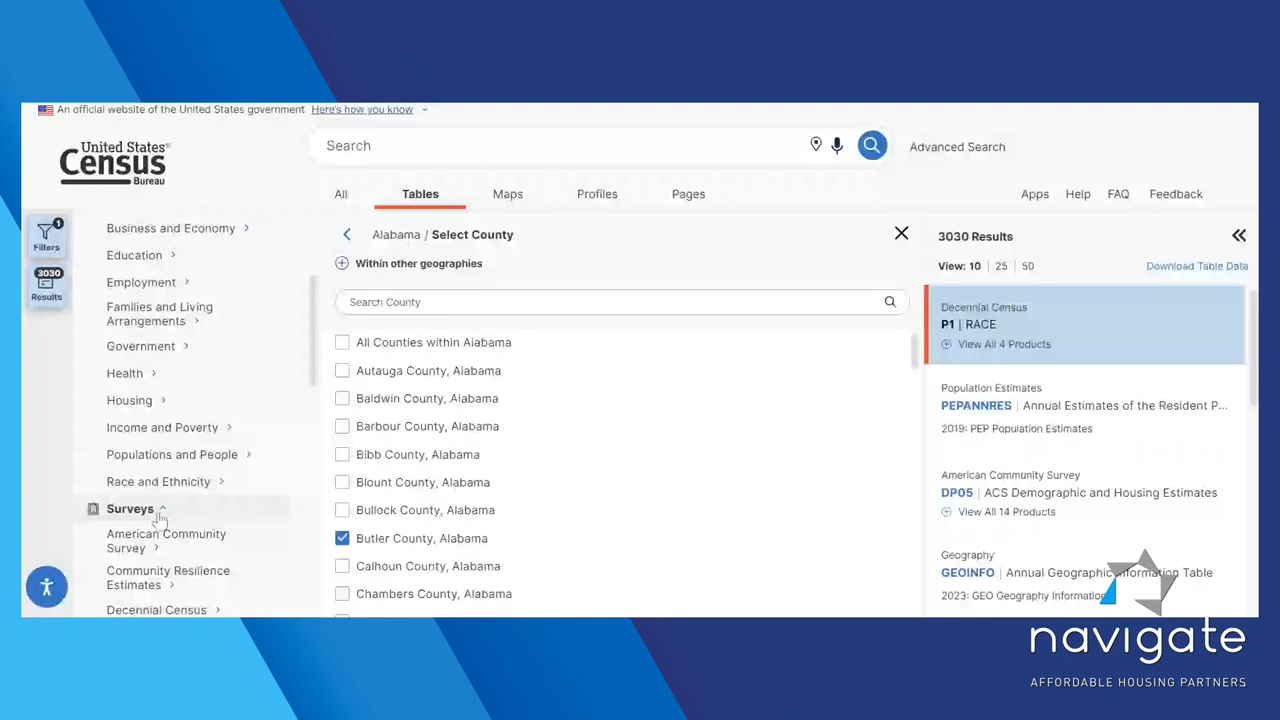 An official website of the United States government Here's how you know
United States®
Census
Bureau
Search
Advanced Search
All
Tables
Maps
Profiles
Pages
Apps
Help
FAQ
Feedback
1
Filters
3030
Results
Business and Economy
Education
Employment
Families and Living
Arrangements
Government
Health
Housing
Income and Poverty
Populations and People
Race and Ethnicity
Surveys
American Community
Survey
Community Resilience
Estimates
Decennial Census
Alabama / Select County
Within other geographies
Search County
All Counties within Alabama
Autauga County, Alabama
Baldwin County, Alabama
Barbour County, Alabama
Bibb County, Alabama
Blount County, Alabama
Bullock County, Alabama
Butler County, Alabama
Calhoun County, Alabama
Chambers County, Alabama
3030 Results
View: 10 | 25 | 50
Download Table Data
Decennial Census
P1 | RACE
View All 4 Products
Population Estimates
PEPANNRES | Annual Estimates of the Resident P...
2019: PEP Population Estimates
American Community Survey
DP05 | ACS Demographic and Housing Estimates
View All 14 Products
Geography
GEOINFO | Annual Geographic Information Table
2023: GEO Geography Information
navigate
AFFORDABLE HOUSING PARTNERS